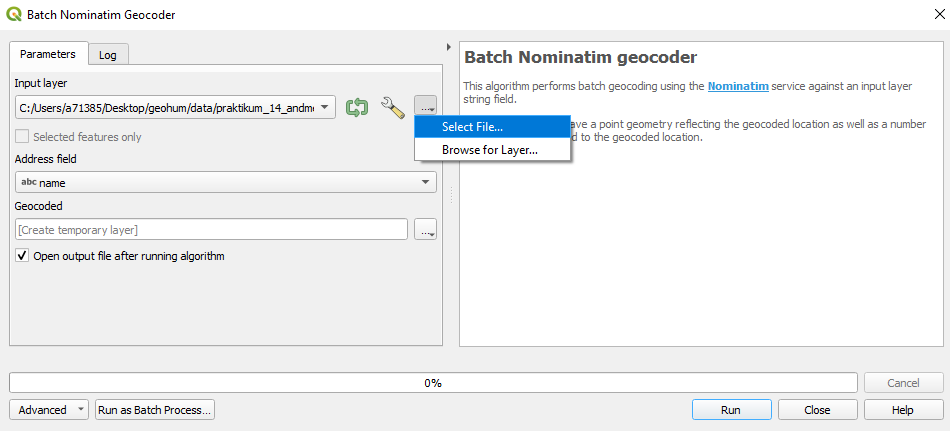 Batch Nominatim Geocoder
Parameters
Log
Input layer
C:/Users/a71385/Desktop/geohum/data/praktikum_14_andme
...
Select File...
Browse for Layer...
Selected features only
Address field
abc name
Geocoded
[Create temporary layer]
...
Open output file after running algorithm
Batch Nominatim geocoder
This algorithm performs batch geocoding using the Nominatim service against an input layer
string field.
ave a point geometry reflecting the geocoded location as well as a number
d to the geocoded location.
0%
Cancel
Advanced
Run as Batch Process...
Run
Close
Help